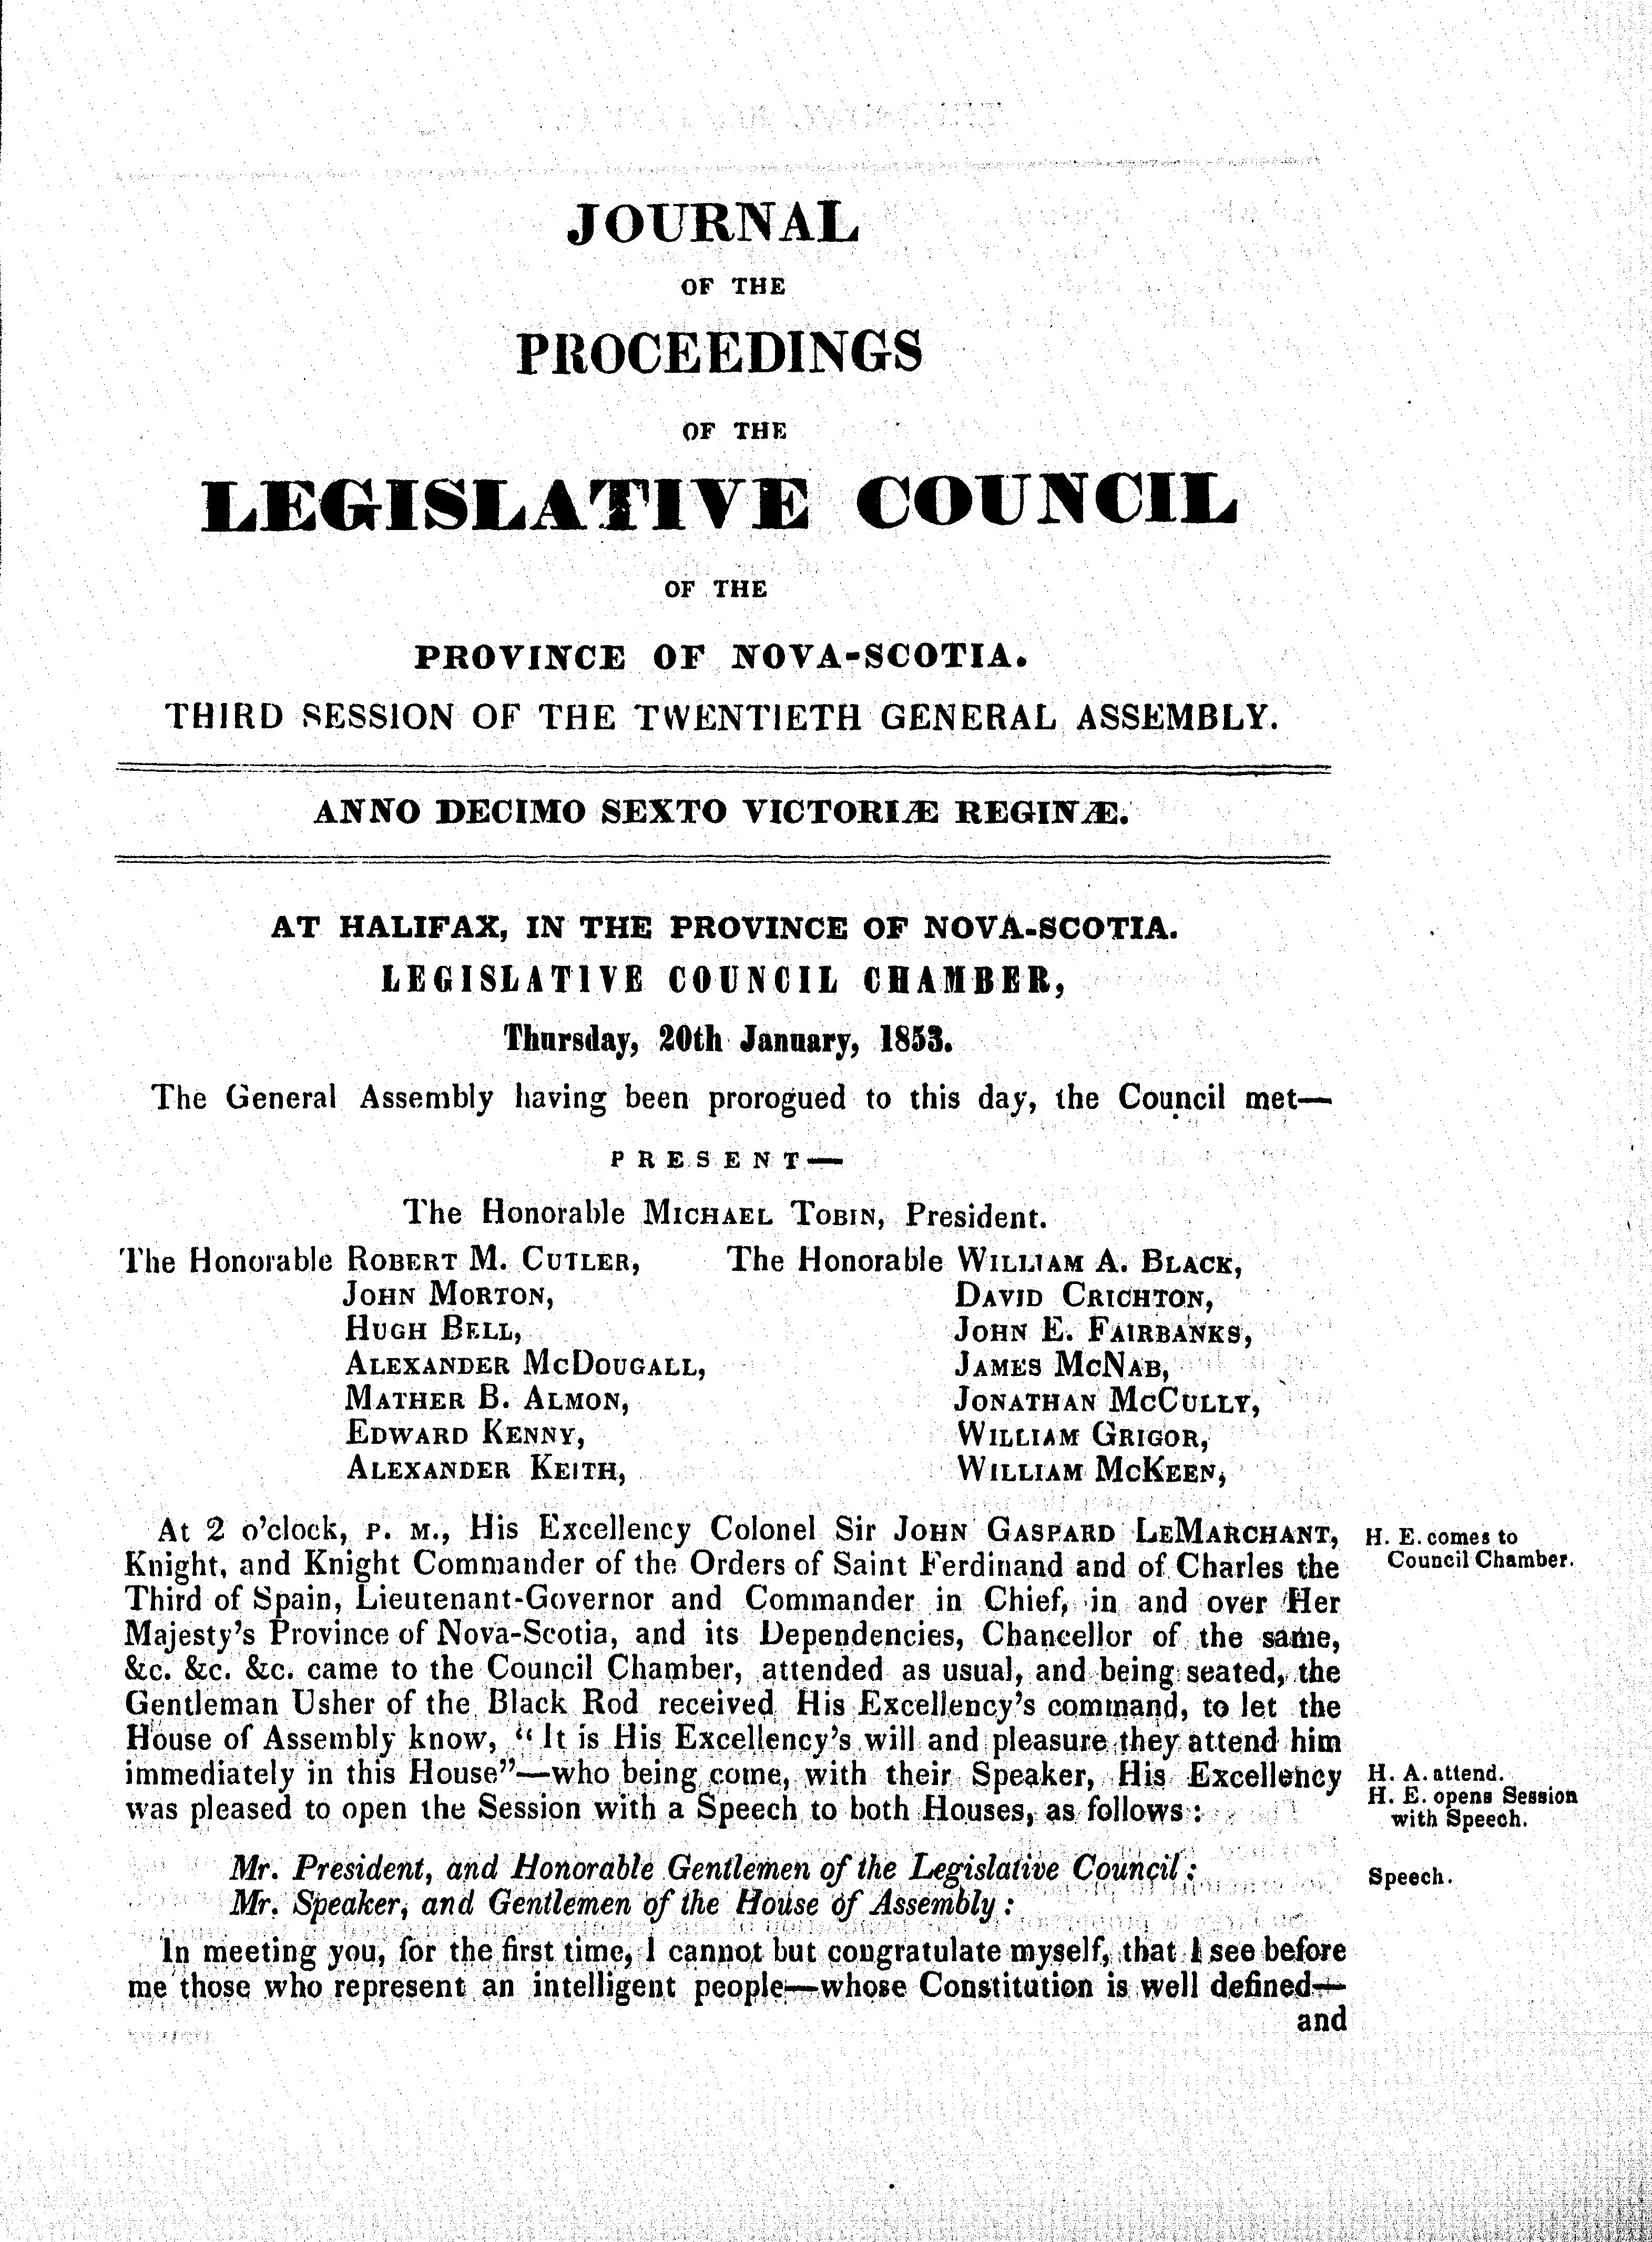 JOURNAL
OF THE
PROCEEDINGS
OF THE
LEGISLATIVE COUNCIL
OF THE
PROVINCE OF NOVA-SCOTIA.
THIRD SESSION OF THE TWENTIETH GENERAL ASSEMBLY.
ANNO DECIMO SEXTO VICTORIÆ REGINÆ.
AT HALIFAX, IN THE PROVINCE OF NOVA-SCOTIA.
LEGISLATIVE COUNCIL CHAMBER,
Thursday, 20th January, 1853.
The General Assembly having been prorogued to this day, the Council met—
PRESENT—
The Honorable MICHAEL TOBIN, President.
The Honorable ROBERT M. CUTLER,
JOHN MORTON,
HUGH BELL,
ALEXANDER MCDOUGALL,
MATHER B. ALMON,
EDWARD KENNY,
ALEXANDER KEITH,
The Honorable WILLIAM A. BLACK,
DAVID CRICHTON,
JOHN E. FAIRBANKS,
JAMES MCNAB,
JONATHAN MCCULLY,
WILLIAM GRIGOR,
WILLIAM MCKEEN,
At 2 o'clock, P. M., His Excellency Colonel Sir JOHN GASPARD LEMARCHANT,
Knight, and Knight Commander of the Orders of Saint Ferdinand and of Charles the
Third of Spain, Lieutenant-Governor and Commander in Chief, in and over Her
Majesty's Province of Nova-Scotia, and its Dependencies, Chancellor of the same,
&c. &c. &c. came to the Council Chamber, attended as usual, and being seated, the
Gentleman Usher of the Black Rod received His Excellency's command, to let the
House of Assembly know, "It is His Excellency's will and pleasure they attend him
immediately in this House"—who being come, with their Speaker, His Excellency
was pleased to open the Session with a Speech to both Houses, as follows:
H. E. comes to
Council Chamber.
H. A. attend.
H. E. opens Session
with Speech.
Mr. President, and Honorable Gentlemen of the Legislative Council:
Mr. Speaker, and Gentlemen of the House of Assembly:
Speech.
In meeting you, for the first time, I cannot but congratulate myself, that I see before
me those who represent an intelligent people—whose Constitution is well defined—
and